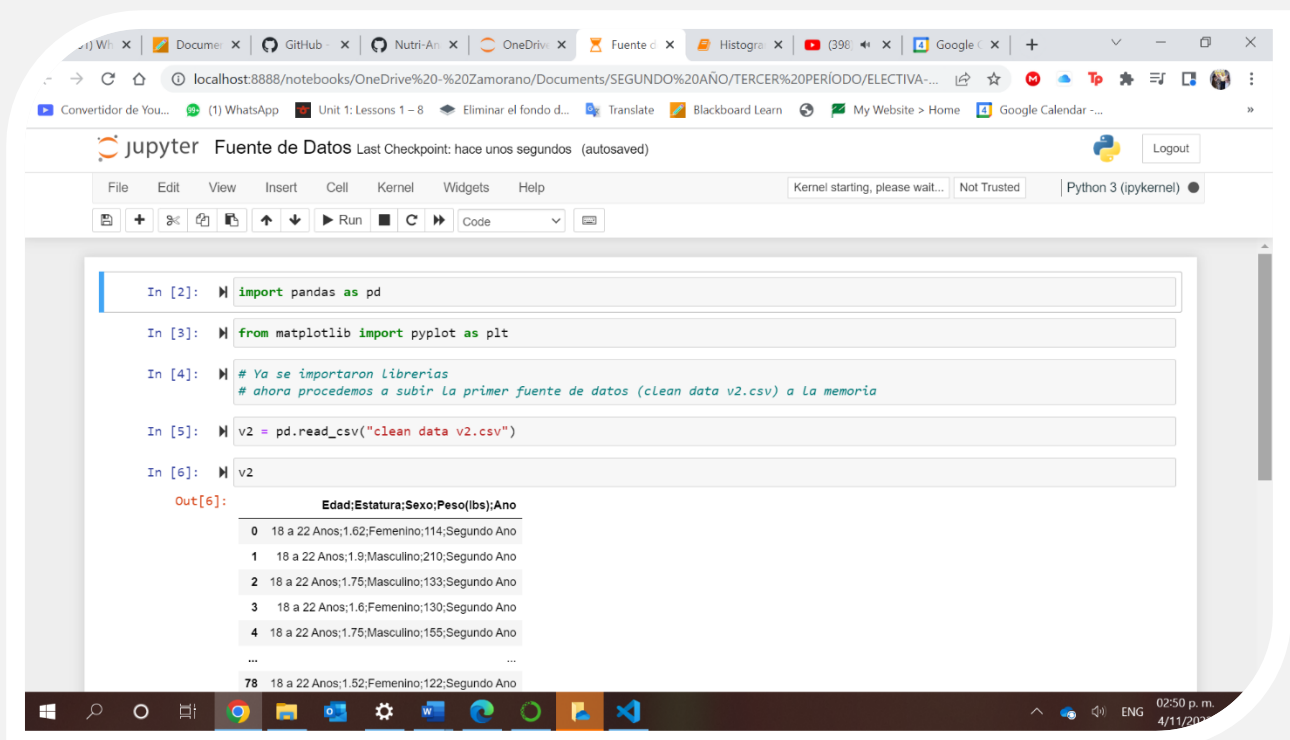 Wh
Documer
GitHub -
Nutri-An
OneDrive
Fuente d
Histogra
(398)
Google C
localhost:8888/notebooks/OneDrive%20-%20Zamorano/Documents/SEGUNDO%20AÑO/TERCER%20PERÍODO/ELECTIVA-...
Convertidor de You...
(1) WhatsApp
Unit 1: Lessons 1 – 8
Eliminar el fondo d...
Translate
Blackboard Learn
My Website > Home
Google Calendar -...
»
jupyter Fuente de Datos Last Checkpoint: hace unos segundos (autosaved)
Logout
File Edit View Insert Cell Kernel Widgets Help
Kernel starting, please wait... Not Trusted Python 3 (ipykernel)
Run Code
In [2]: import pandas as pd
In [3]: from matplotlib import pyplot as plt
In [4]: # Ya se importaron librerias
# ahora procedemos a subir la primer fuente de datos (clean data v2.csv) a la memoria
In [5]: v2 = pd.read_csv("clean data v2.csv")
In [6]: v2
Out[6]:
Edad;Estatura;Sexo;Peso(lbs);Ano
0 18 a 22 Anos;1.62;Femenino;114;Segundo Ano
1 18 a 22 Anos;1.9;Masculino;210;Segundo Ano
2 18 a 22 Anos;1.75;Masculino;133;Segundo Ano
3 18 a 22 Anos;1.6;Femenino;130;Segundo Ano
4 18 a 22 Anos;1.75;Masculino;155;Segundo Ano
... ...
78 18 a 22 Anos;1.52;Femenino;122;Segundo Ano
ENG
02:50 p. m.
4/11/202